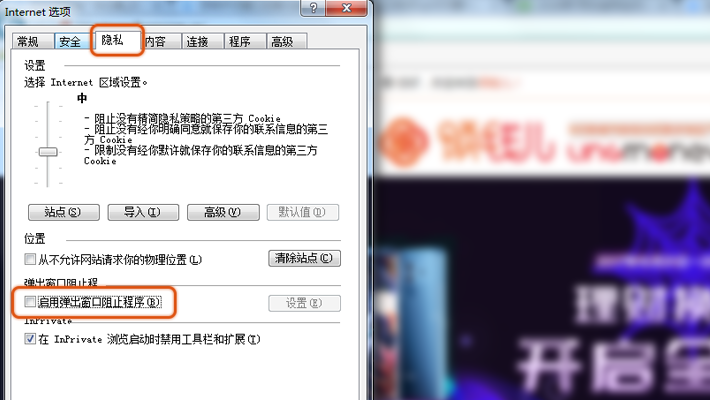 Internet 选项
常规 安全 隐私 内容 连接 程序 高级
设置
选择 Internet 区域设置。
中
- 阻止没有精简隐私策略的第三方 Cookie
- 阻止没有经你明确同意就保存你的联系信息的第三
方 Cookie
- 限制没有经你默许就保存你的联系信息的第三方
Cookie
站点(S) 导入(I) 高级(V) 默认值(D)
位置
从不允许网站请求你的物理位置(L) 清除站点(C)
弹出窗口阻止程
启用弹出窗口阻止程序(B) 设置(E)
InPrivate
在 InPrivate 浏览启动时禁用工具栏和扩展(T)
理财换
开启全